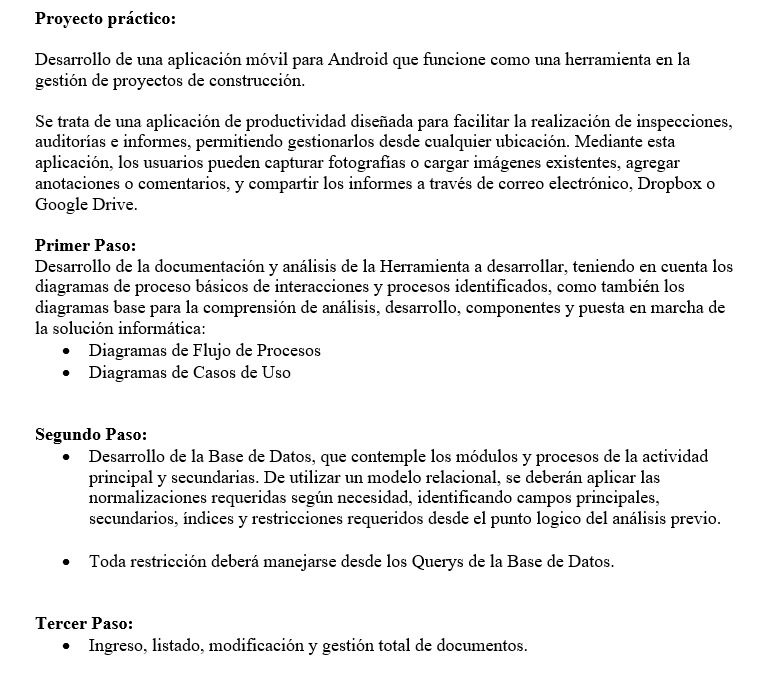 Proyecto práctico:
Desarrollo de una aplicación móvil para Android que funcione como una herramienta en la
gestión de proyectos de construcción.
Se trata de una aplicación de productividad diseñada para facilitar la realización de inspecciones,
auditorías e informes, permitiendo gestionarlos desde cualquier ubicación. Mediante esta
aplicación, los usuarios pueden capturar fotografías o cargar imágenes existentes, agregar
anotaciones o comentarios, y compartir los informes a través de correo electrónico, Dropbox o
Google Drive.
Primer Paso:
Desarrollo de la documentación y análisis de la Herramienta a desarrollar, teniendo en cuenta los
diagramas de proceso básicos de interacciones y procesos identificados, como también los
diagramas base para la comprensión de análisis, desarrollo, componentes y puesta en marcha de
la solución informática:
• Diagramas de Flujo de Procesos
• Diagramas de Casos de Uso
Segundo Paso:
• Desarrollo de la Base de Datos, que contemple los módulos y procesos de la actividad
principal y secundarias. De utilizar un modelo relacional, se deberán aplicar las
normalizaciones requeridas según necesidad, identificando campos principales,
secundarios, índices y restricciones requeridos desde el punto logico del análisis previo.
• Toda restricción deberá manejarse desde los Querys de la Base de Datos.
Tercer Paso:
• Ingreso, listado, modificación y gestión total de documentos.